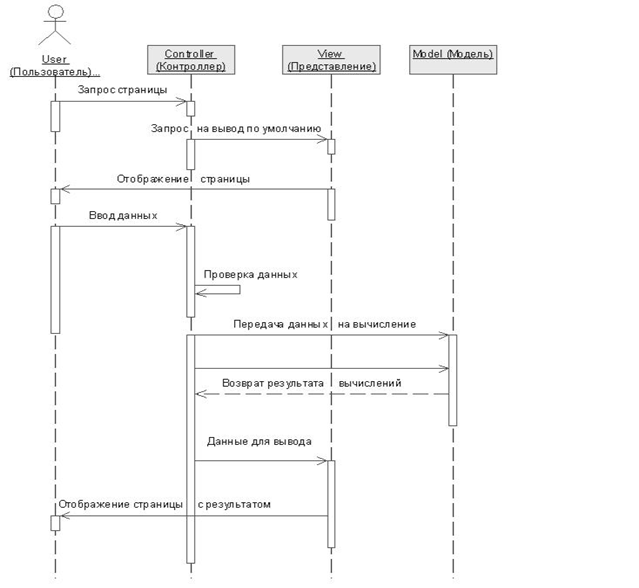 User
(Пользователь)...
Controller
(Контроллер)
View
(Представление)
Model (Модель)
Запрос страницы
Запрос на вывод по умолчанию
Отображение страницы
Ввод данных
Проверка данных
Передача данных на вычисление
Возврат результата вычислений
Данные для вывода
Отображение страницы с результатом